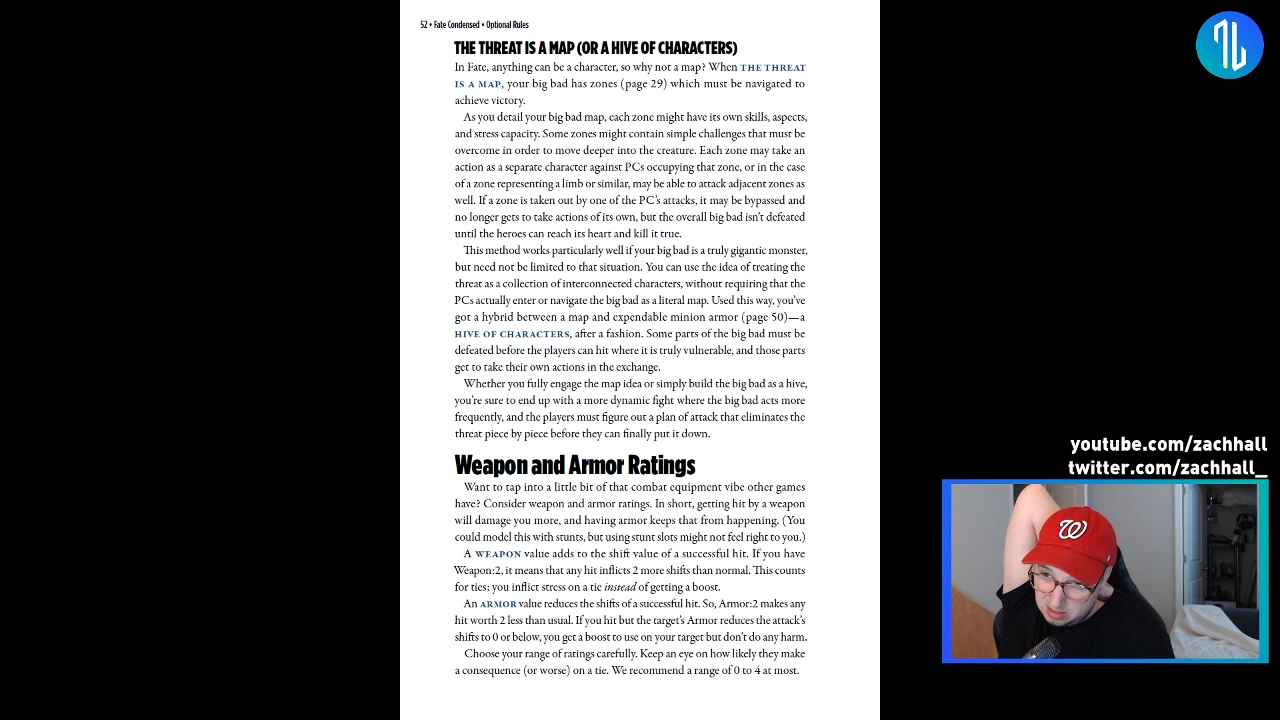 52 • Fate Condensed • Optional Rules
THE THREAT IS A MAP (OR A HIVE OF CHARACTERS)
In Fate, anything can be a character, so why not a map? When THE THREAT
IS A MAP, your big bad has zones (page 29) which must be navigated to
achieve victory.
As you detail your big bad map, each zone might have its own skills, aspects,
and stress capacity. Some zones might contain simple challenges that must be
overcome in order to move deeper into the creature. Each zone may take an
action as a separate character against PCs occupying that zone, or in the case
of a zone representing a limb or similar, may be able to attack adjacent zones as
well. If a zone is taken out by one of the PC's attacks, it may be bypassed and
no longer gets to take actions of its own, but the overall big bad isn't defeated
until the heroes can reach its heart and kill it true.
This method works particularly well if your big bad is a truly gigantic monster,
but need not be limited to that situation. You can use the idea of treating the
threat as a collection of interconnected characters, without requiring that the
PCs actually enter or navigate the big bad as a literal map. Used this way, you've
got a hybrid between a map and expendable minion armor (page 50)—a
HIVE OF CHARACTERS, after a fashion. Some parts of the big bad must be
defeated before the players can hit where it is truly vulnerable, and those parts
get to take their own actions in the exchange.
Whether you fully engage the map idea or simply build the big bad as a hive,
you're sure to end up with a more dynamic fight where the big bad acts more
frequently, and the players must figure out a plan of attack that eliminates the
threat piece by piece before they can finally put it down.
Weapon and Armor Ratings
Want to tap into a little bit of that combat equipment vibe other games
have? Consider weapon and armor ratings. In short, getting hit by a weapon
will damage you more, and having armor keeps that from happening. (You
could model this with stunts, but using stunt slots might not feel right to you.)
A WEAPON value adds to the shift value of a successful hit. If you have
Weapon:2, it means that any hit inflicts 2 more shifts than normal. This counts
for ties; you inflict stress on a tie instead of getting a boost.
An ARMOR value reduces the shifts of a successful hit. So, Armor:2 makes any
hit worth 2 less than usual. If you hit but the target's Armor reduces the attack's
shifts to 0 or below, you get a boost to use on your target but don't do any harm.
Choose your range of ratings carefully. Keep an eye on how likely they make
a consequence (or worse) on a tie. We recommend a range of 0 to 4 at most.
youtube.com/zachhall
twitter.com/zachhall_
W